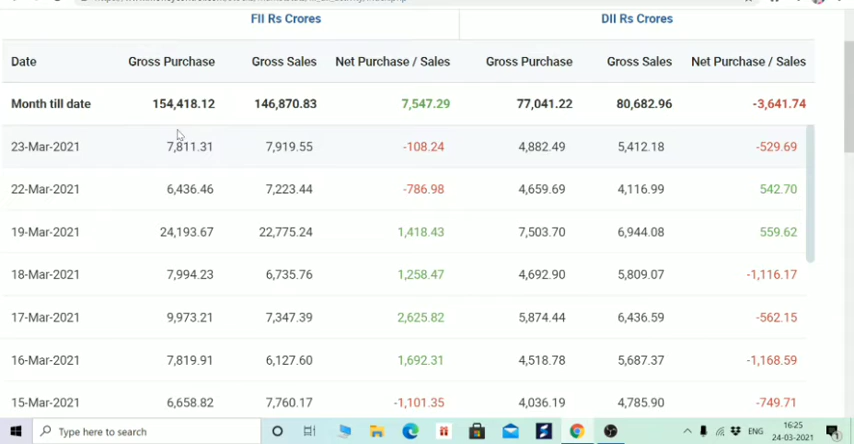 FII Rs Crores DII Rs Crores
Date Gross Purchase Gross Sales Net Purchase / Sales Gross Purchase Gross Sales Net Purchase / Sales
Month till date 154,418.12 146,870.83 7,547.29 77,041.22 80,682.96 -3,641.74
23-Mar-2021 7,811.31 7,919.55 -108.24 4,882.49 5,412.18 -529.69
22-Mar-2021 6,436.46 7,223.44 -786.98 4,659.69 4,116.99 542.70
19-Mar-2021 24,193.67 22,775.24 1,418.43 7,503.70 6,944.08 559.62
18-Mar-2021 7,994.23 6,735.76 1,258.47 4,692.90 5,809.07 -1,116.17
17-Mar-2021 9,973.21 7,347.39 2,625.82 5,874.44 6,436.59 -562.15
16-Mar-2021 7,819.91 6,127.60 1,692.31 4,518.78 5,687.37 -1,168.59
15-Mar-2021 6,658.82 7,760.17 -1,101.35 4,036.19 4,785.90 -749.71
Type here to search ENG 16:25
24-03-2021